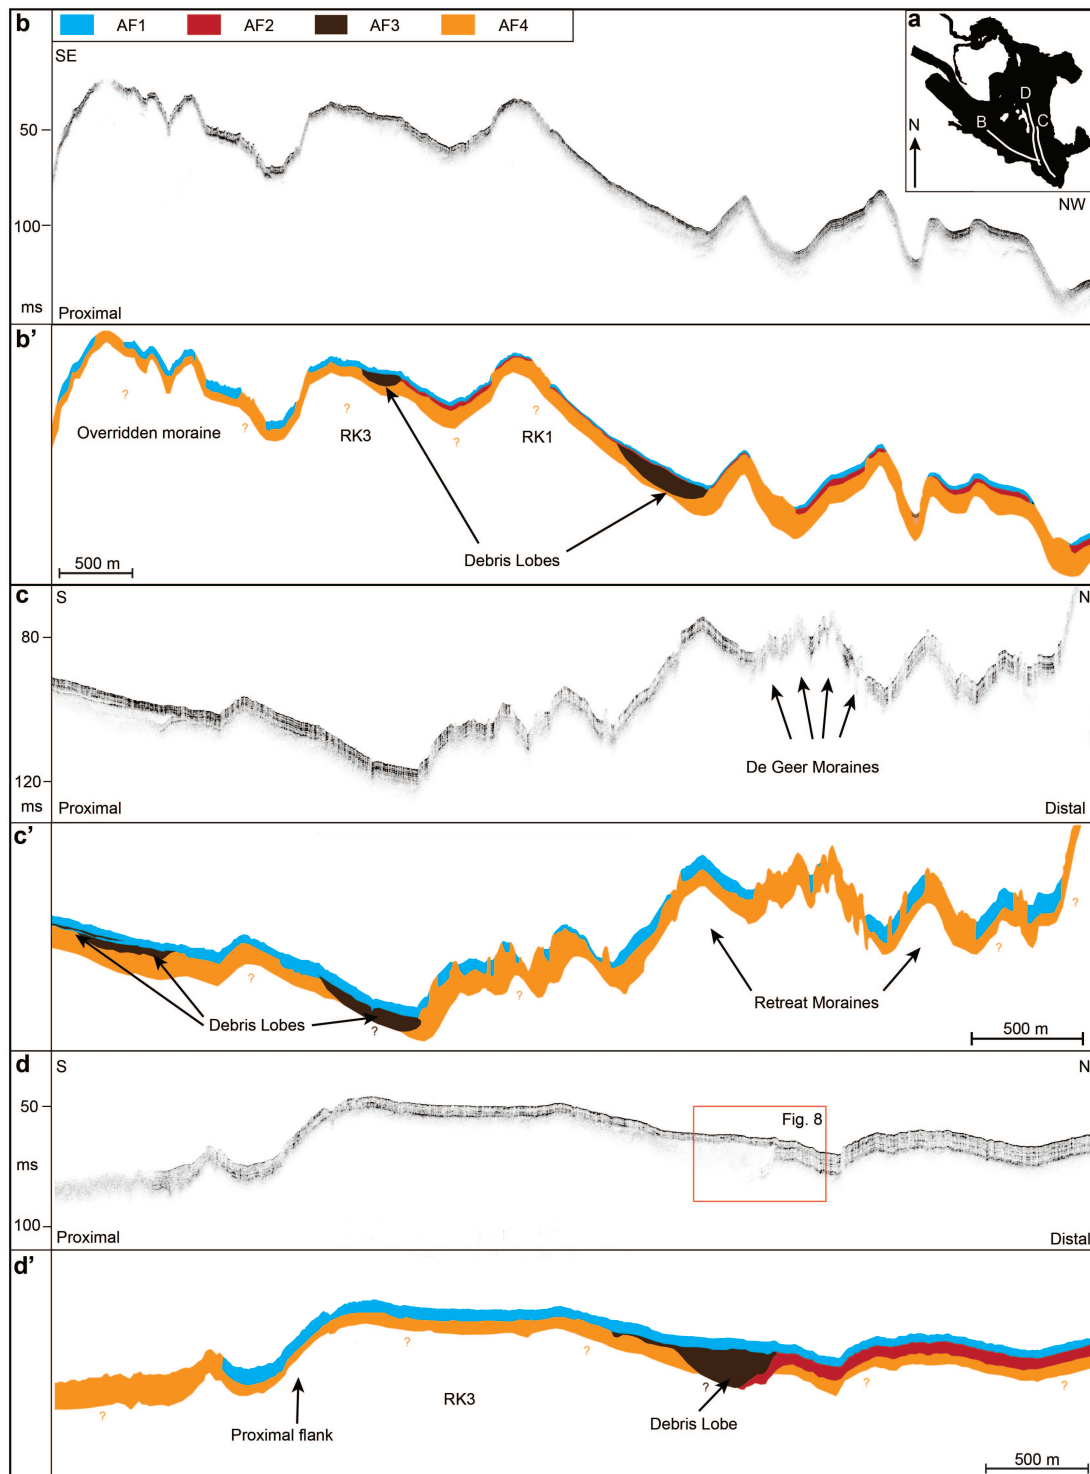 b AF1 AF2 AF3 AF4
a
SE
D
B C
N
NW
50
100
ms
Proximal
b'
Overridden moraine
RK3
RK1
?
?
?
?
Debris Lobes
500 m
c
S
N
80
120
ms
De Geer Moraines
Proximal
Distal
c'
Debris Lobes
?
?
?
?
?
Retreat Moraines
500 m
d
S
N
50
Fig. 8
ms
100
Proximal
Distal
d'
?
?
?
?
?
?
RK3
Proximal flank
Debris Lobe
500 m